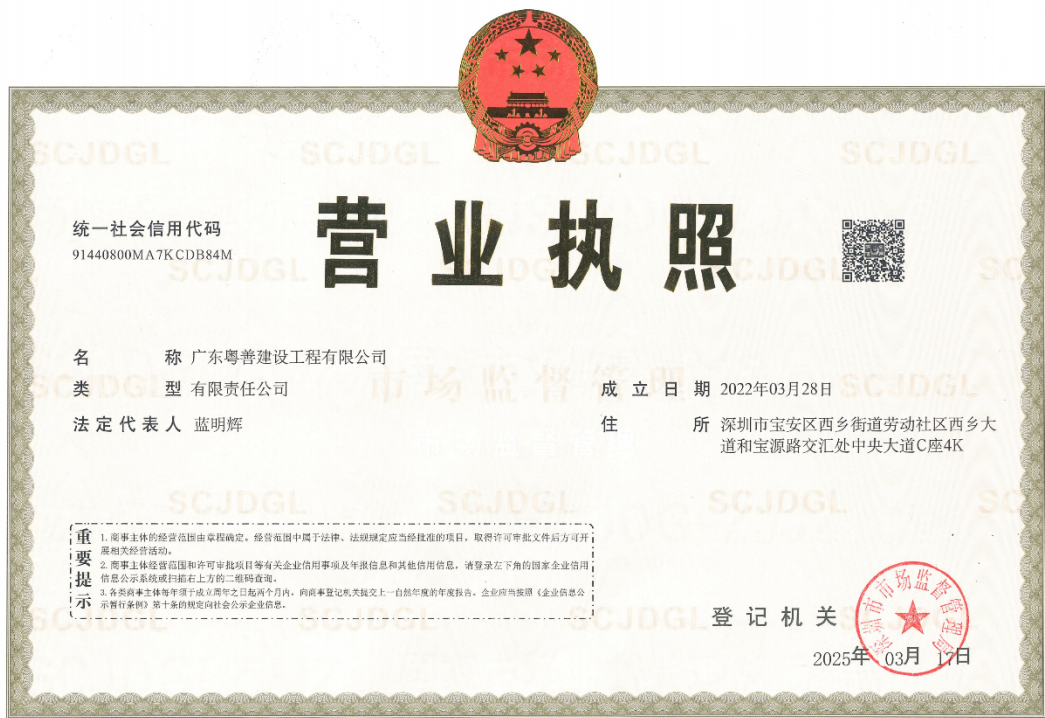 营业执照
统一社会信用代码
91440800MA7KCDB84M
名称 广东粤善建设工程有限公司
类型 有限责任公司
法定代表人 蓝明辉
成立日期 2022年03月28日
住所 深圳市宝安区西乡街道劳动社区西乡大
道和宝源路交汇处中央大道C座4K
重要提示
1. 商事主体的经营范围由章程确定。经营范围中属于法律、法规规定应当经批准的项目，取得许可审批文件后方可开
展相关经营活动。
2. 商事主体经营范围和许可审批项目等有关企业信用事项及年报信息和其他信用信息，请登录左下角的国家企业信用
信息公示系统或扫描右上方的二维码查询。
3. 各类商事主体每年须于成立周年之日起两个月内，向商事登记机关提交上一自然年度的年度报告。企业应当按照《企业信息公
示暂行条例》第十条的规定向社会公示企业信息。
登记机关
深圳市市场监督管理局
2025年03月17日
SCJDGL
市场监督管理